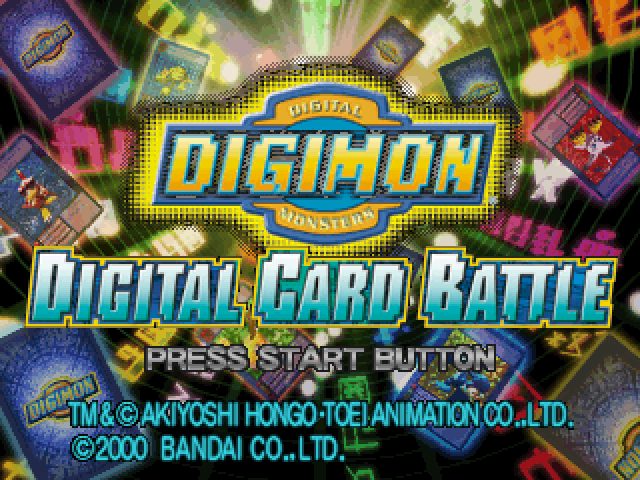 DIGITAL
DIGIMON
MONSTERS
DIGITAL CARD BATTLE
PRESS START BUTTON
DIGIMON
TM & © AKIYOSHI HONGO·TOEI ANIMATION CO.,LTD.
©2000 BANDAI CO.,LTD.